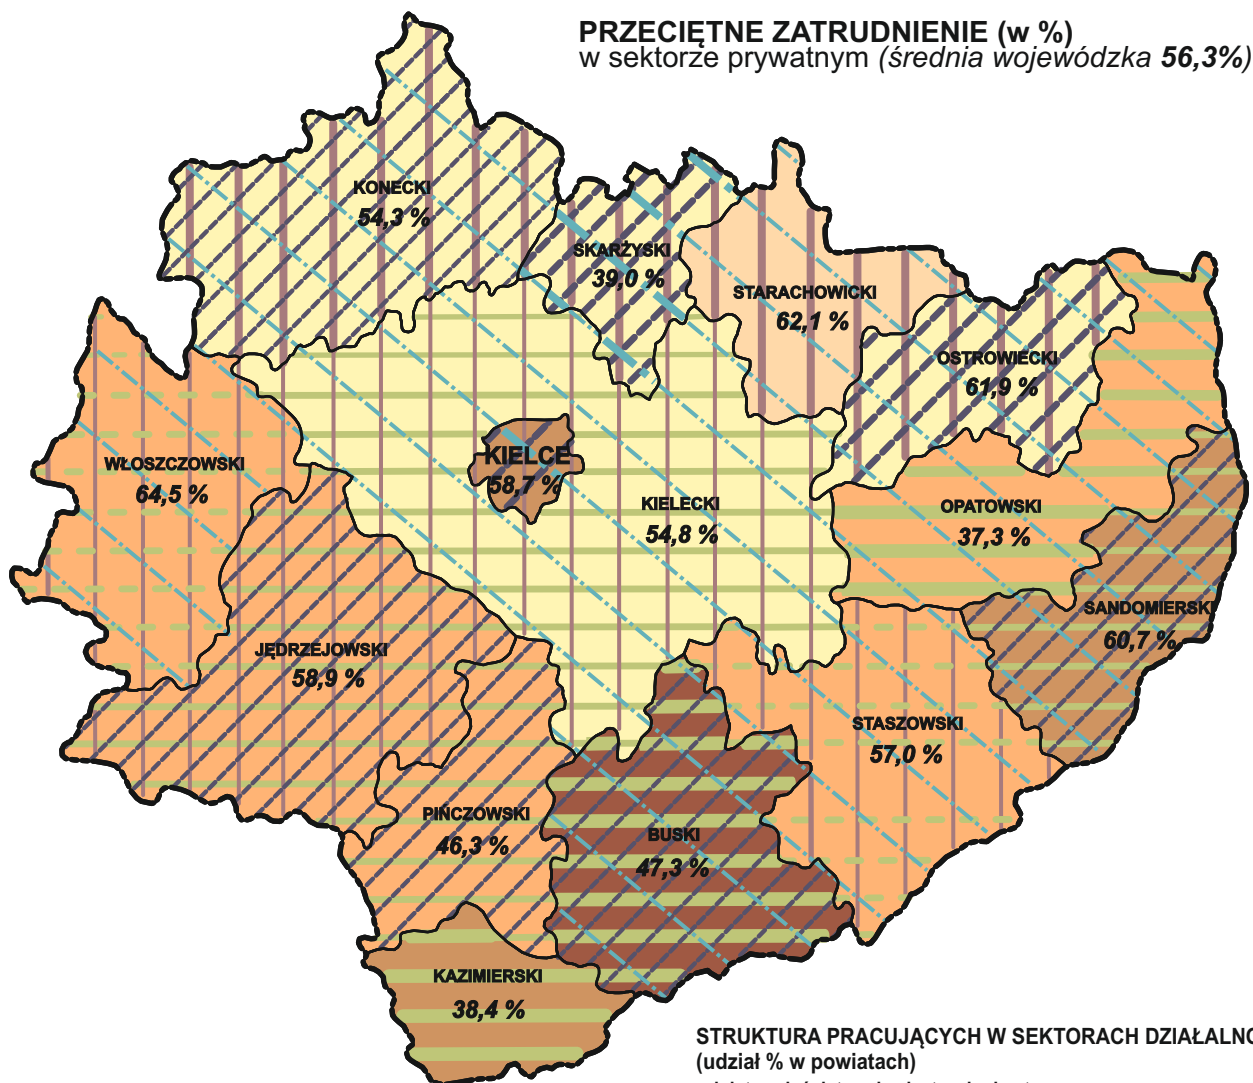 PRZECIĘTNE ZATRUDNIENIE (w %)
w sektorze prywatnym (średnia wojewódzka 56,3%)
KONECKI
54,3 %
SKARŻYSKI
39,0 %
STARACHOWICKI
62,1 %
OSTROWIECKI
61,9 %
WŁOSZCZOWSKI
64,5 %
KIELCE
58,7 %
KIELECKI
54,8 %
OPATOWSKI
37,3 %
SANDOMIERSKI
60,7 %
JĘDRZEJOWSKI
58,9 %
STASZOWSKI
57,0 %
PIŃCZOWSKI
46,3 %
BUSKI
47,3 %
KAZIMIERSKI
38,4 %
STRUKTURA PRACUJĄCYCH W SEKTORACH DZIAŁALNO
(udział % w powiatach)